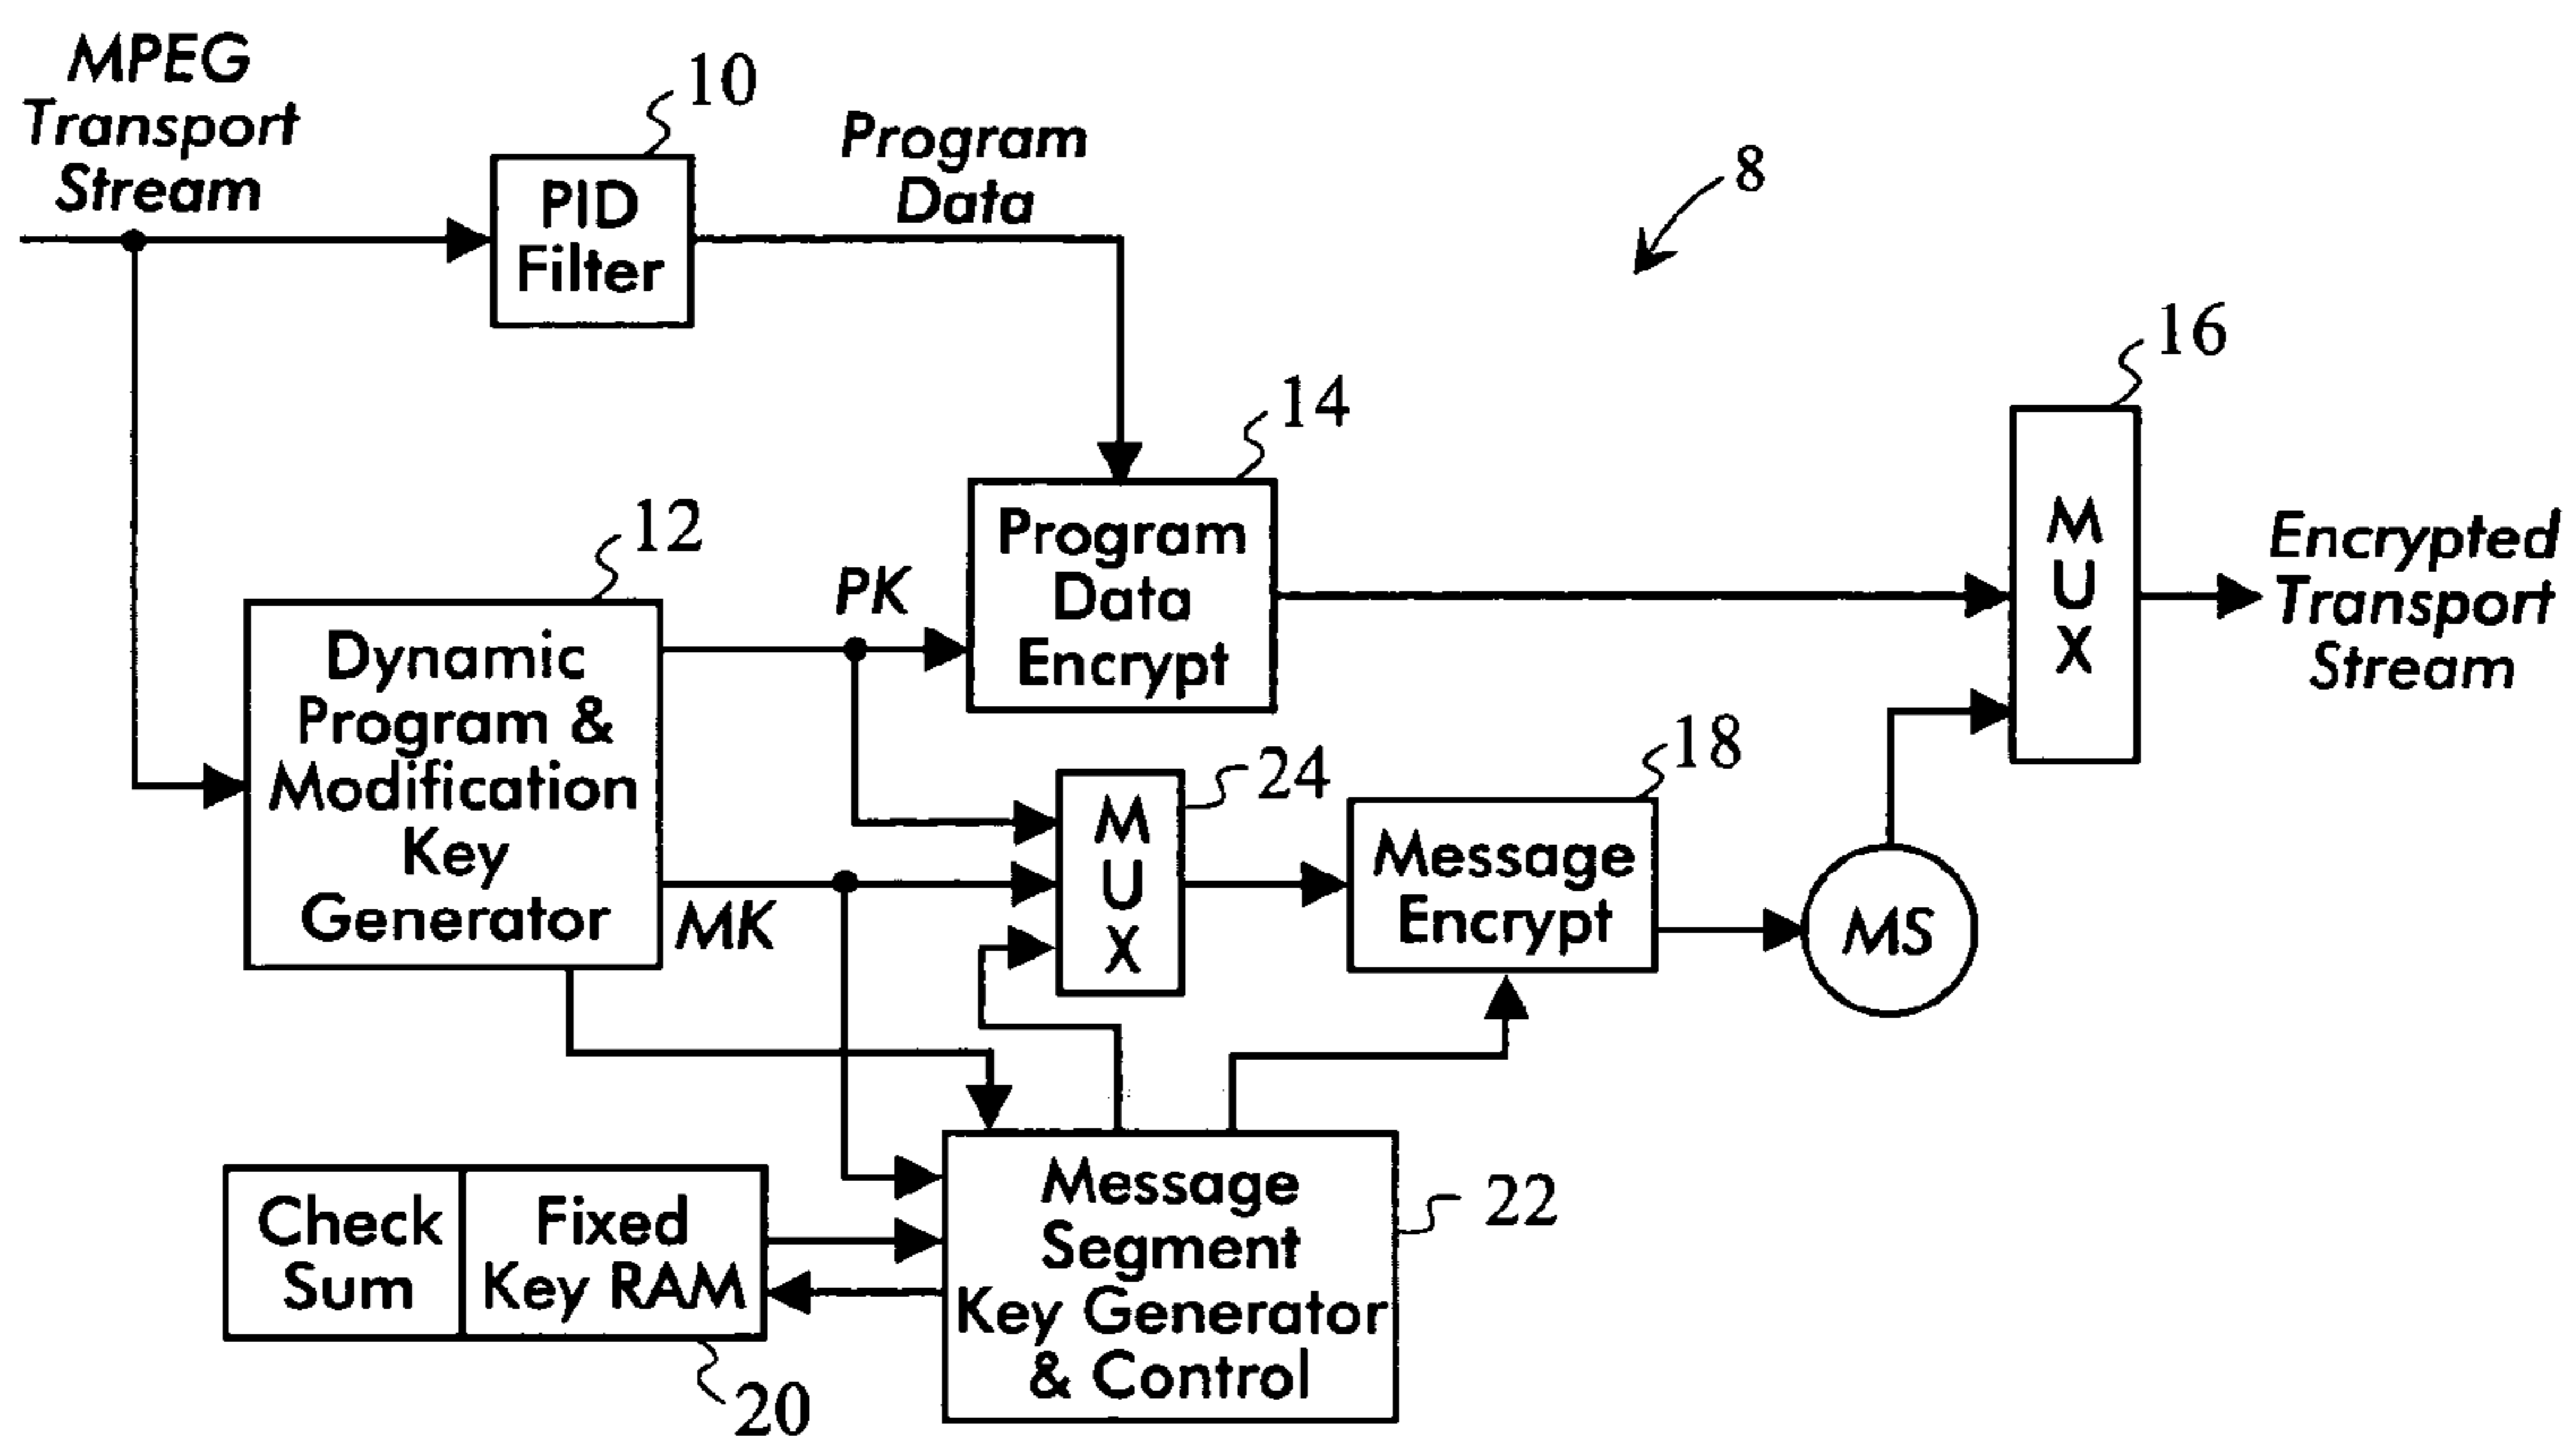 MPEG
Transport
Stream
10
PID
Filter
Program
Data
8
12
Dynamic
Program &
Modification
Key
Generator
PK
MK
14
Program
Data
Encrypt
16
M
U
X
Encrypted
Transport
Stream
24
M
U
X
18
Message
Encrypt
MS
Check
Sum
Fixed
Key RAM
20
Message
Segment
Key Generator
& Control
22